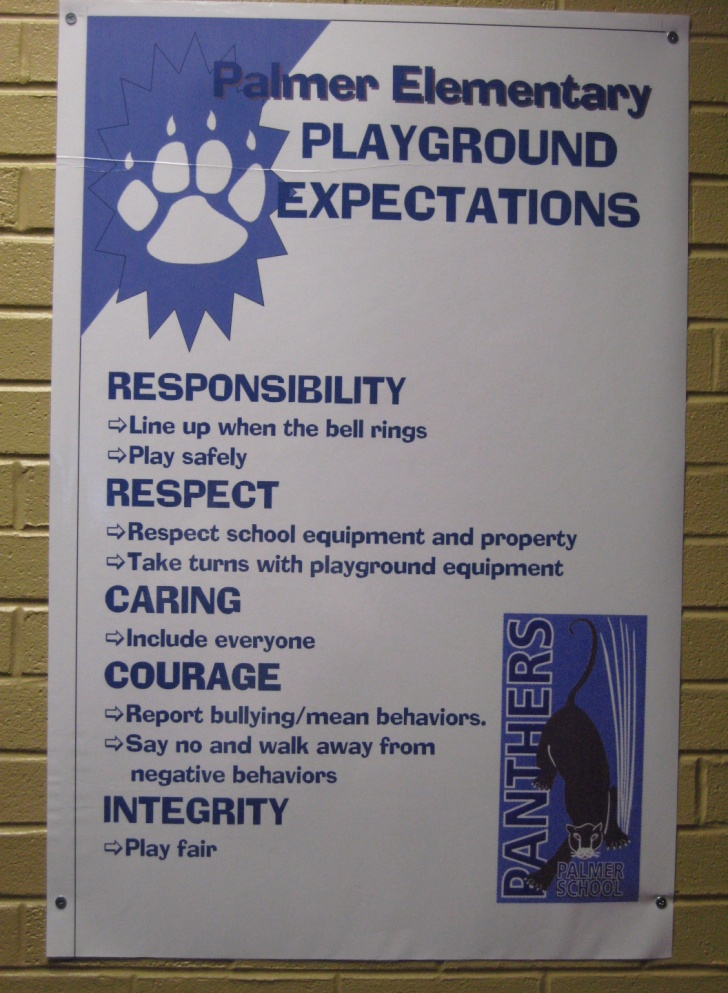 Palmer Elementary
PLAYGROUND
EXPECTATIONS
RESPONSIBILITY
⇨Line up when the bell rings
⇨Play safely
RESPECT
⇨Respect school equipment and property
⇨Take turns with playground equipment
CARING
⇨Include everyone
COURAGE
⇨Report bullying/mean behaviors.
⇨Say no and walk away from
negative behaviors
INTEGRITY
⇨Play fair
PANTHERS
PALMER
SCHOOL